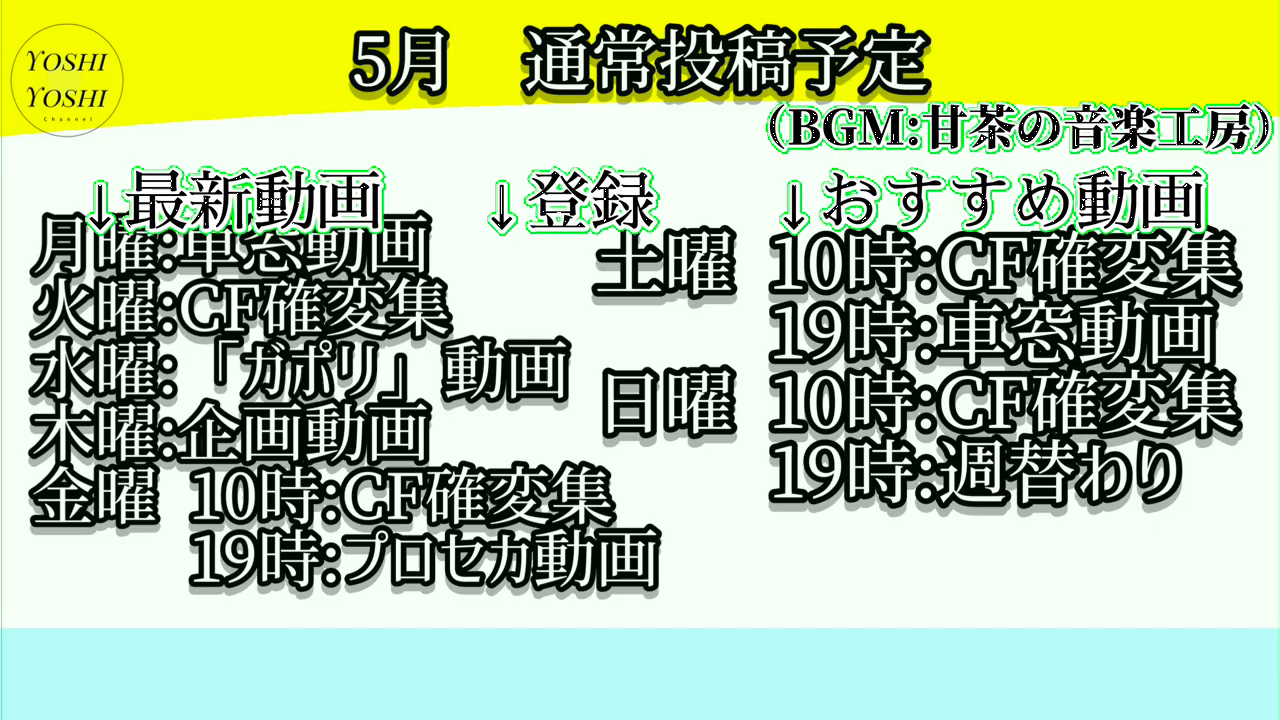 YOSHI
YOSHI
Channel
5月 通常投稿予定
(BGM:甘茶の音楽工房)
↓最新動画 ↓登録 ↓おすすめ動画
月曜:車窓動画
火曜:CF確変集
水曜:「ガポリ」動画
木曜:企画動画
金曜 10時:CF確変集
19時:プロセカ動画
土曜 10時:CF確変集
19時:車窓動画
日曜 10時:CF確変集
19時:週替わり